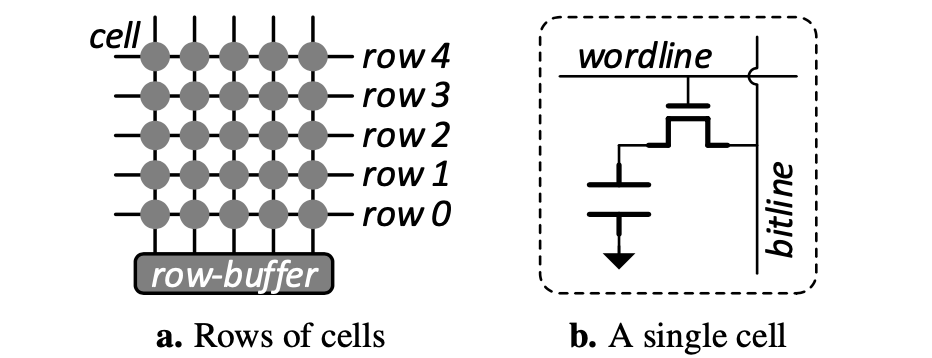 cell
row 4
row 3
row 2
row 1
row 0
row-buffer
a. Rows of cells
wordline
bitline
b. A single cell